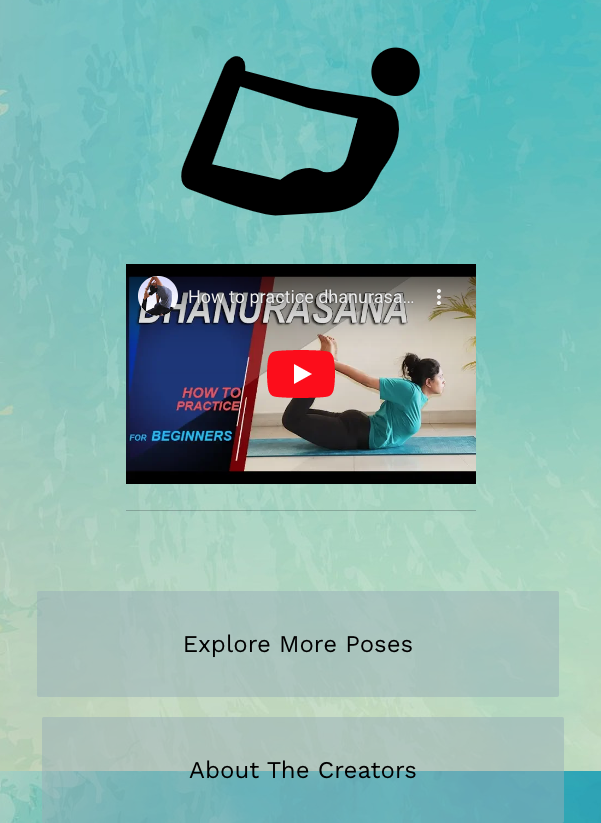 How to practice dhanurasa...
DHANURASANA
HOW TO
PRACTICE
FOR BEGINNERS
Explore More Poses
About The Creators